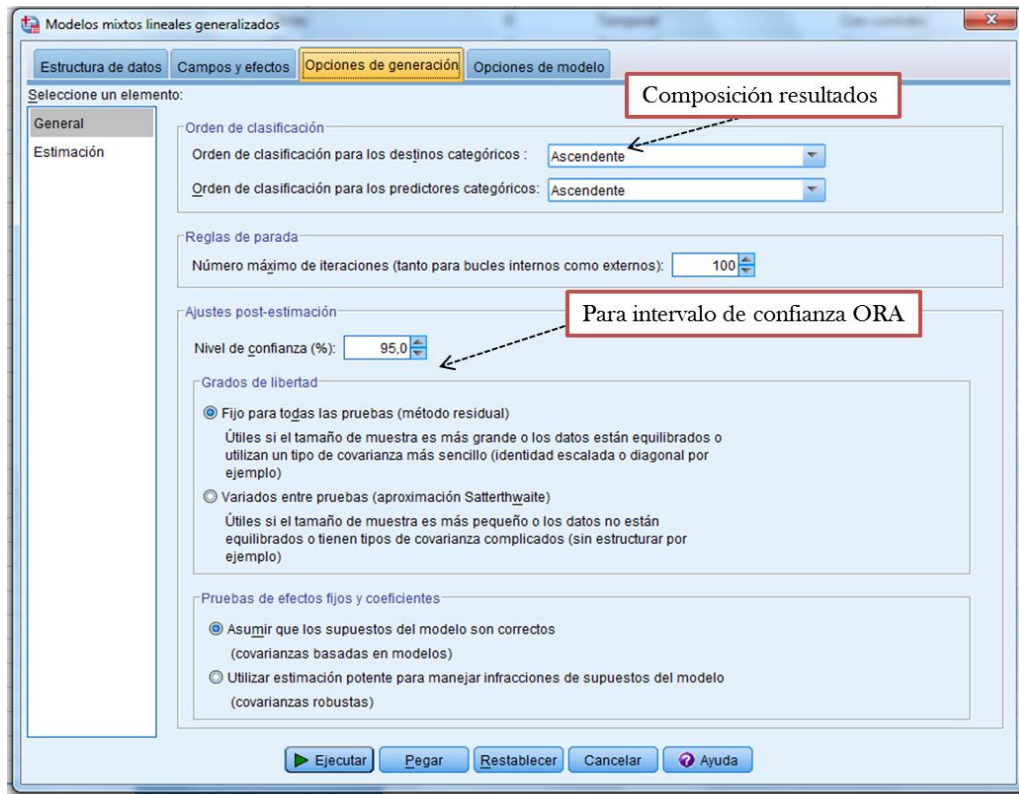 Modelos mixtos lineales generalizados
Estructura de datos
Campos y efectos
Opciones de generación
Opciones de modelo
Seleccione un elemento:
General
Estimación
Composición resultados
Orden de clasificación
Orden de clasificación para los destinos categóricos :
Ascendente
Orden de clasificación para los predictores categóricos:
Ascendente
Reglas de parada
Número máximo de iteraciones (tanto para bucles internos como externos):
100
Para intervalo de confianza ORA
Ajustes post-estimación
Nivel de confianza (%):
95,0
Grados de libertad
Fijo para todas las pruebas (método residual)
Útiles si el tamaño de muestra es más grande o los datos están equilibrados o
utilizan un tipo de covarianza más sencillo (identidad escalada o diagonal por
ejemplo)
Variados entre pruebas (aproximación Satterthwaite)
Útiles si el tamaño de muestra es más pequeño o los datos no están
equilibrados o tienen tipos de covarianza complicados (sin estructurar por
ejemplo)
Pruebas de efectos fijos y coeficientes
Asumir que los supuestos del modelo son correctos
(covarianzas basadas en modelos)
Utilizar estimación potente para manejar infracciones de supuestos del modelo
(covarianzas robustas)
Ejecutar
Pegar
Restablecer
Cancelar
Ayuda